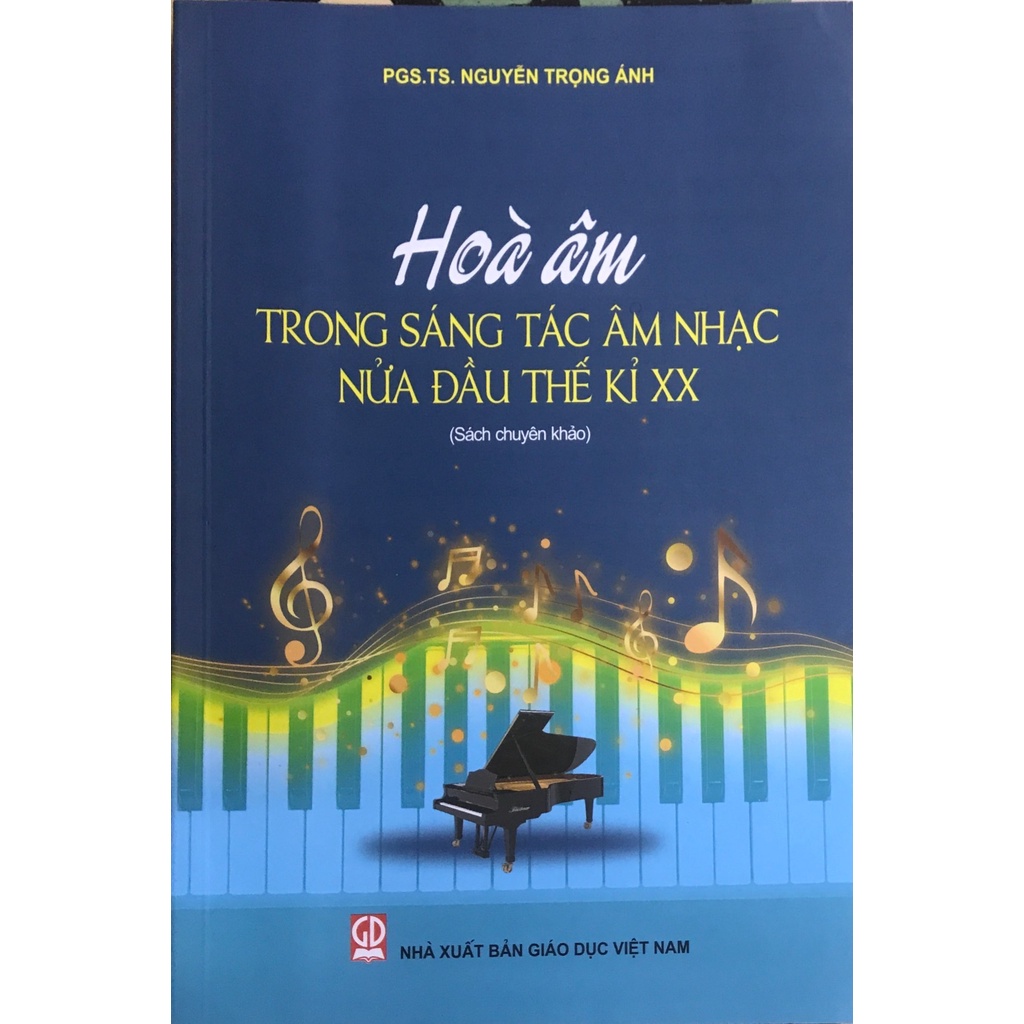 PGS.TS. NGUYỄN TRỌNG ÁNH
Hoà âm
TRONG SÁNG TÁC ÂM NHẠC
NỬA ĐẦU THẾ KỈ XX
(Sách chuyên khảo)
GD
NHÀ XUẤT BẢN GIÁO DỤC VIỆT NAM